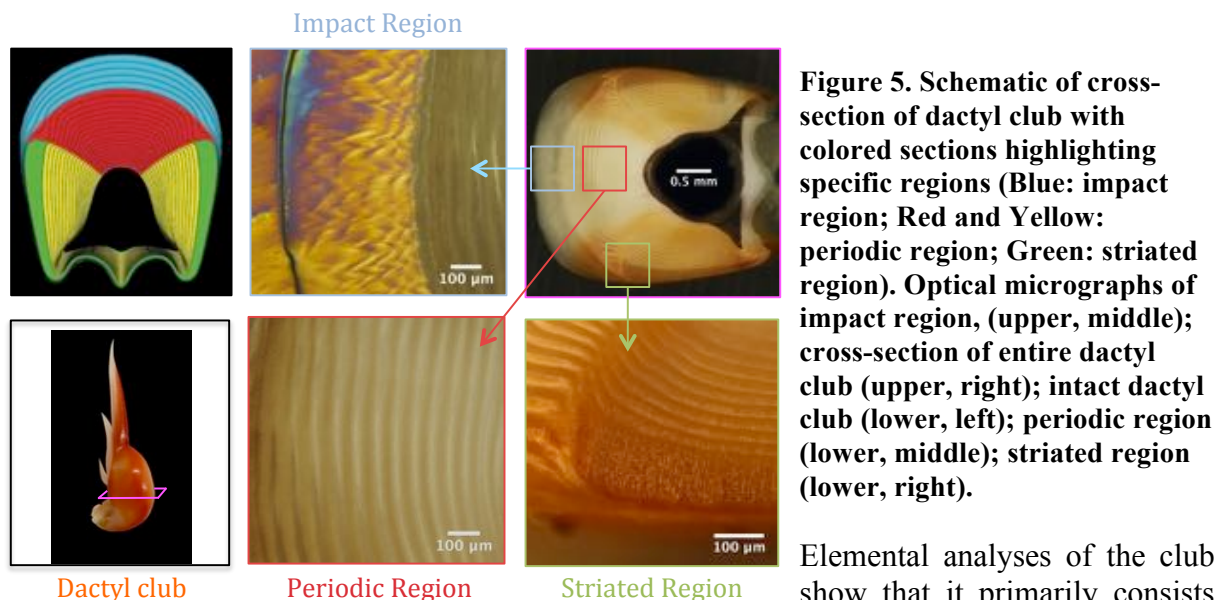 Impact Region
0.5 mm
100 μm
100 μm
100 μm
Dactyl club
Periodic Region
Striated Region
Figure 5. Schematic of cross-
section of dactyl club with
colored sections highlighting
specific regions (Blue: impact
region; Red and Yellow:
periodic region; Green: striated
region). Optical micrographs of
impact region, (upper, middle);
cross-section of entire dactyl
club (upper, right); intact dactyl
club (lower, left); periodic region
(lower, middle); striated region
(lower, right).
Elemental analyses of the club
show that it primarily consists